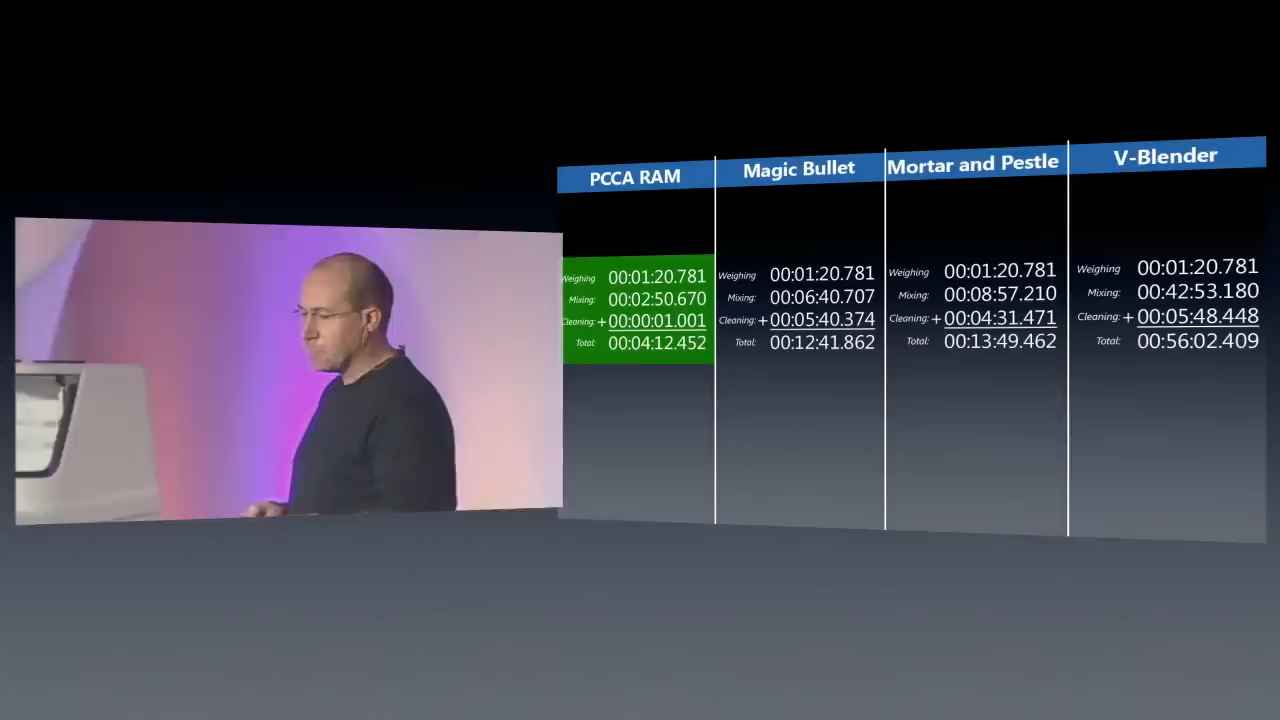 PCCA RAM
Weighing 00:01:20.781
Mixing: 00:02:50.670
Cleaning: +00:00:01.001
Total: 00:04:12.452
Magic Bullet
Weighing 00:01:20.781
Mixing: 00:06:40.707
Cleaning: +00:05:40.374
Total: 00:12:41.862
Mortar and Pestle
Weighing 00:01:20.781
Mixing: 00:08:57.210
Cleaning: +00:04:31.471
Total: 00:13:49.462
V-Blender
Weighing 00:01:20.781
Mixing: 00:42:53.180
Cleaning: +00:05:48.448
Total: 00:56:02.409